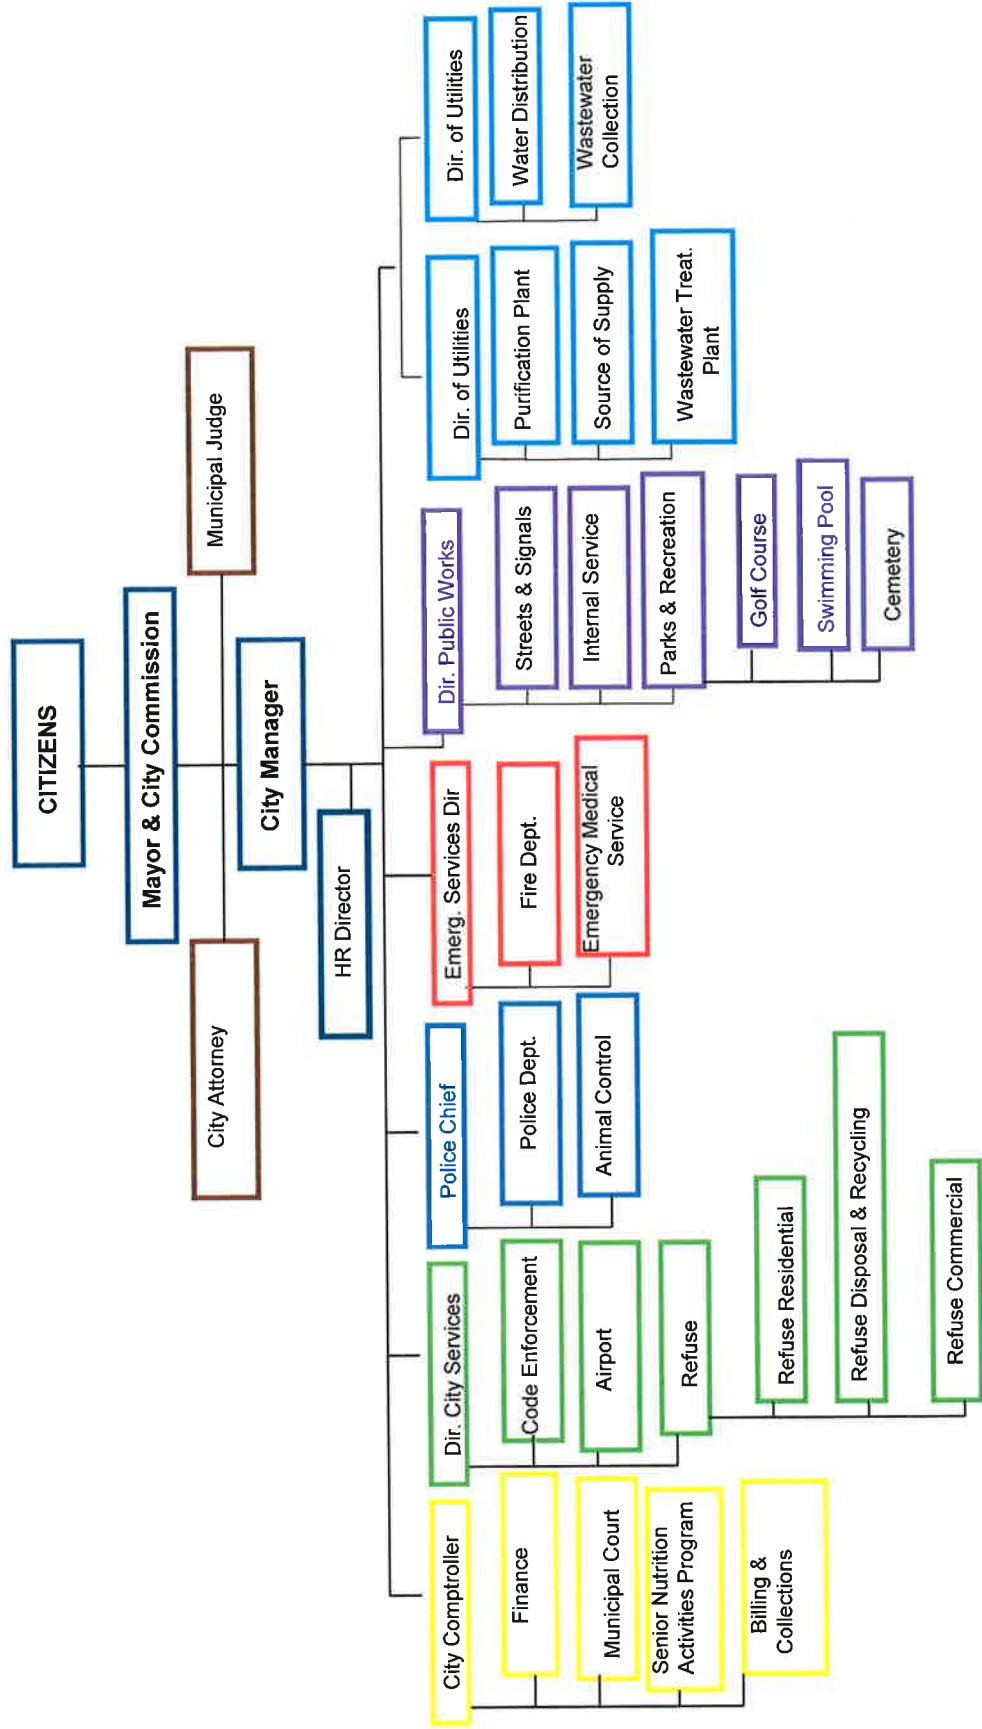 CITIZENS
Mayor & City Commission
City Attorney
Municipal Judge
City Manager
HR Director
City Comptroller
Finance
Municipal Court
Senior Nutrition
Activities Program
Billing &
Collections
Dir. City Services
Code Enforcement
Airport
Refuse
Refuse Residential
Refuse Disposal & Recycling
Refuse Commercial
Police Chief
Police Dept.
Animal Control
Emerg. Services Dir
Fire Dept.
Emergency Medical
Service
Dir. Public Works
Streets & Signals
Internal Service
Parks & Recreation
Golf Course
Swimming Pool
Cemetery
Dir. of Utilities
Purification Plant
Source of Supply
Wastewater Treat.
Plant
Dir. of Utilities
Water Distribution
Wastewater
Collection